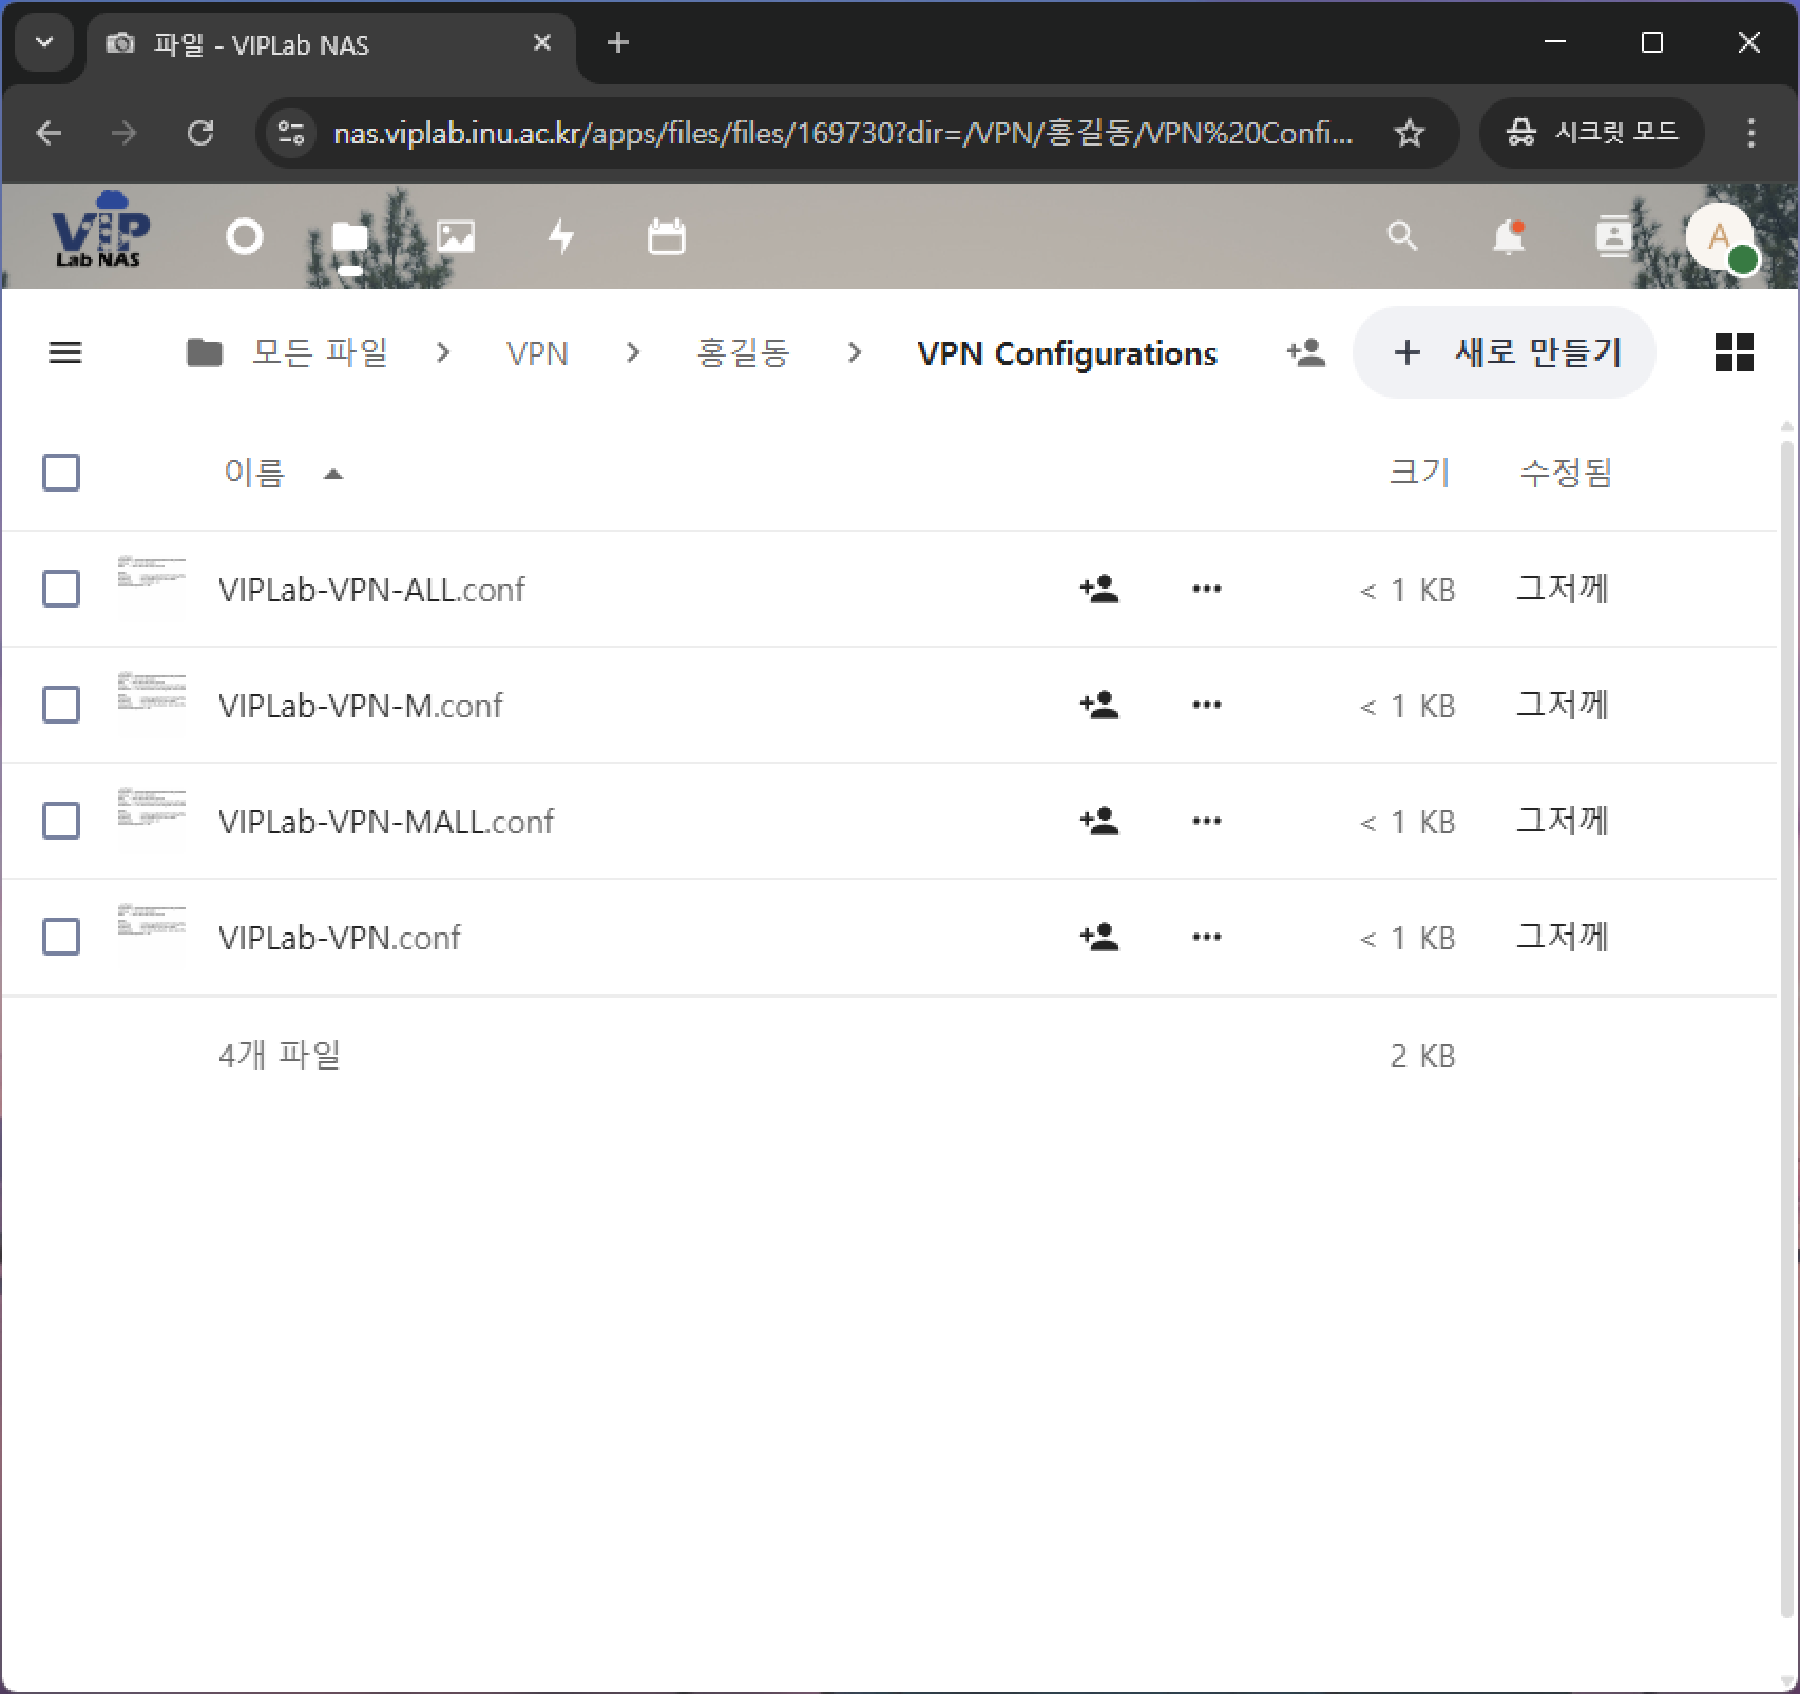 파일 - VIPLab NAS
nas.viplab.inu.ac.kr/apps/files/files/169730?dir=/VPN/홍길동/VPN%20Confi...
시크릿 모드
VIP
Lab NAS
A
모든 파일 > VPN > 홍길동 > VPN Configurations
+ 새로 만들기
이름 크기 수정됨
VIPLab-VPN-ALL.conf < 1 KB 그저께
VIPLab-VPN-M.conf < 1 KB 그저께
VIPLab-VPN-MALL.conf < 1 KB 그저께
VIPLab-VPN.conf < 1 KB 그저께
4개 파일 2 KB